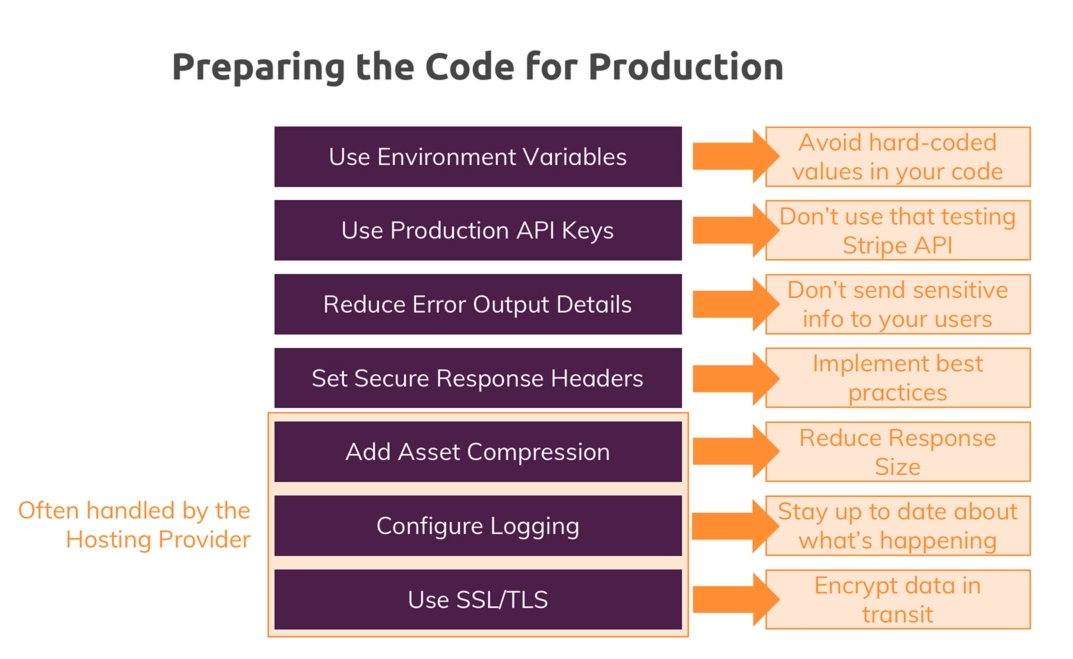 Preparing the Code for Production
Use Environment Variables
Avoid hard-coded
values in your code
Use Production API Keys
Don’t use that testing
Stripe API
Reduce Error Output Details
Don’t send sensitive
info to your users
Set Secure Response Headers
Implement best
practices
Add Asset Compression
Reduce Response
Size
Often handled by the
Hosting Provider
Configure Logging
Stay up to date about
what’s happening
Use SSL/TLS
Encrypt data in
transit